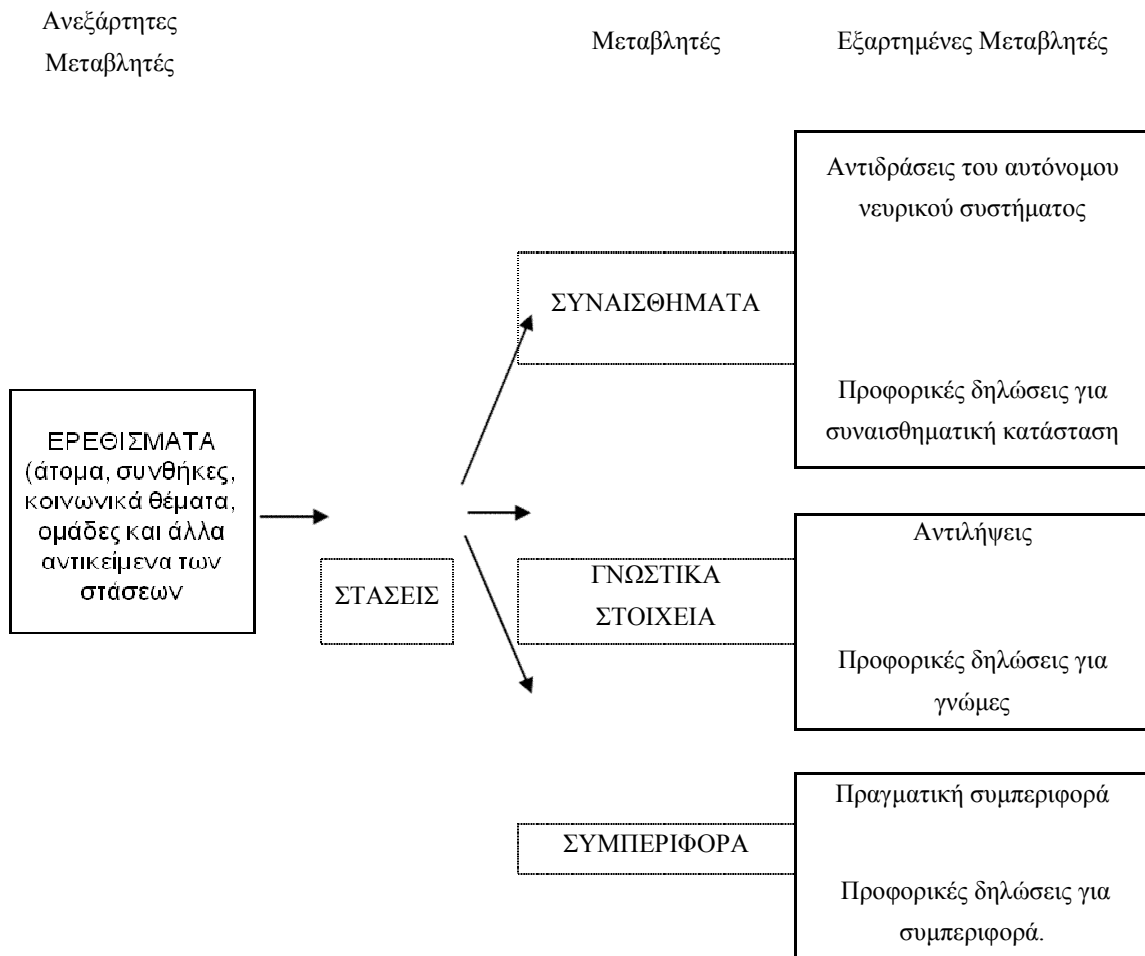 Ανεξάρτητες
Μεταβλητές
Μεταβλητές
Εξαρτημένες Μεταβλητές
Αντιδράσεις του αυτόνομου
νευρικού συστήματος
ΣΥΝΑΙΣΘΗΜΑΤΑ
Προφορικές δηλώσεις για
συναισθηματική κατάσταση
ΕΡΕΘΙΣΜΑΤΑ
(άτομα, συνθήκες,
κοινωνικά θέματα,
ομάδες και άλλα
αντικείμενα των
στάσεων
ΣΤΑΣΕΙΣ
ΓΝΩΣΤΙΚΑ
ΣΤΟΙΧΕΙΑ
Αντιλήψεις
Προφορικές δηλώσεις για
γνώμες
ΣΥΜΠΕΡΙΦΟΡΑ
Πραγματική συμπεριφορά
Προφορικές δηλώσεις για
συμπεριφορά.